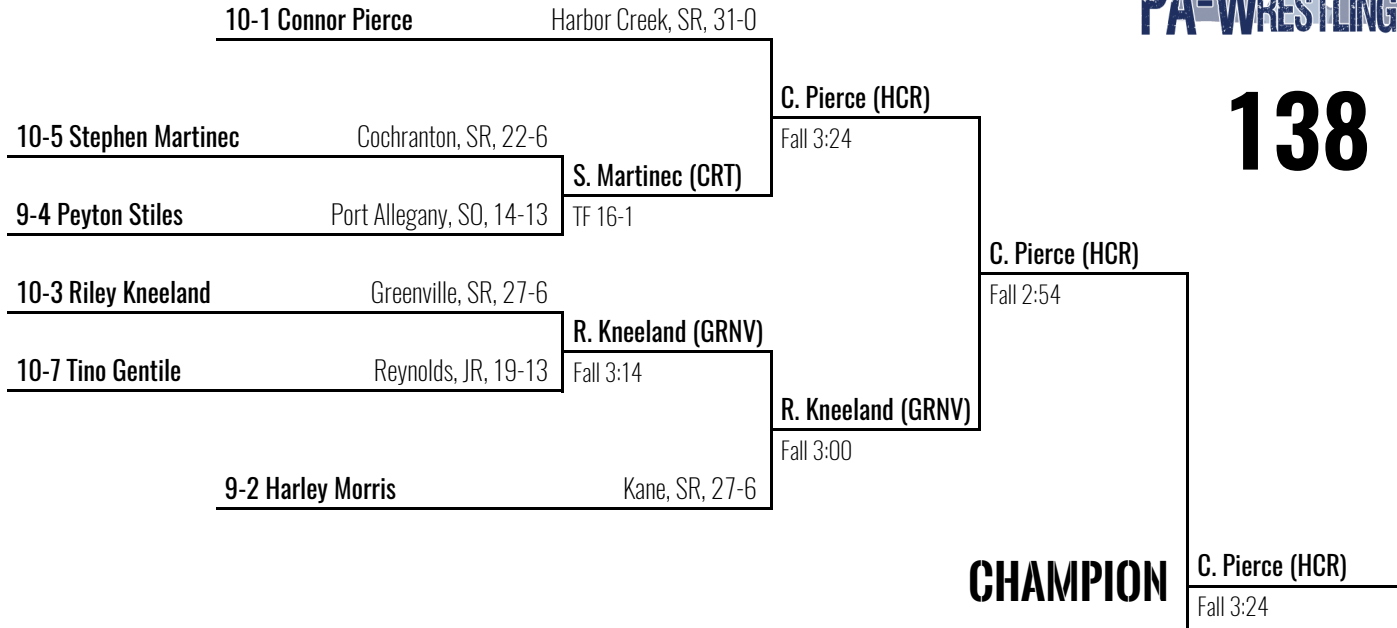 PA-WRESTLING
138
10-1 Connor Pierce Harbor Creek, SR, 31-0
C. Pierce (HCR)
Fall 3:24
10-5 Stephen Martinec Cochranton, SR, 22-6
S. Martinec (CRT)
TF 16-1
9-4 Peyton Stiles Port Allegany, SO, 14-13
C. Pierce (HCR)
Fall 2:54
10-3 Riley Kneeland Greenville, SR, 27-6
R. Kneeland (GRNV)
Fall 3:14
10-7 Tino Gentile Reynolds, JR, 19-13
R. Kneeland (GRNV)
Fall 3:00
9-2 Harley Morris Kane, SR, 27-6
CHAMPION
C. Pierce (HCR)
Fall 3:24